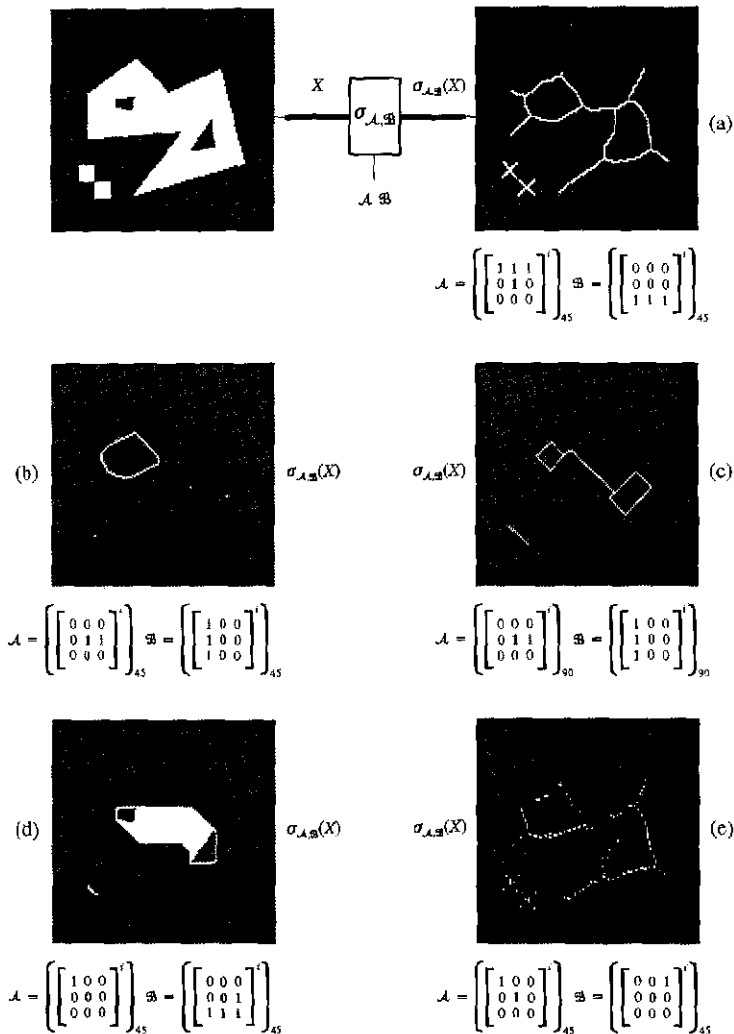 X σ𝒜,ℬ(X)
σ𝒜,ℬ
(a)
𝒜 ℬ
𝒜 = { [ 1 1 1 ]ⁱ }45 ℬ = { [ 0 0 0 ]ⁱ }45
0 1 0 0 0 0
0 0 0 1 1 1
(b) σ𝒜,ℬ(X) σ𝒜,ℬ(X) (c)
𝒜 = { [ 0 0 0 ]ⁱ }45 ℬ = { [ 1 0 0 ]ⁱ }45 𝒜 = { [ 0 0 0 ]ⁱ }90 ℬ = { [ 1 0 0 ]ⁱ }90
0 1 1 1 0 0 0 1 1 1 0 0
0 0 0 1 0 0 0 0 0 1 0 0
(d) σ𝒜,ℬ(X) σ𝒜,ℬ(X) (e)
𝒜 = { [ 1 0 0 ]ⁱ }45 ℬ = { [ 0 0 0 ]ⁱ }45 𝒜 = { [ 1 0 0 ]ⁱ }45 ℬ = { [ 0 0 1 ]ⁱ }45
0 0 0 0 0 1 0 1 0 0 0 0
0 0 0 1 1 1 0 0 0 0 0 0